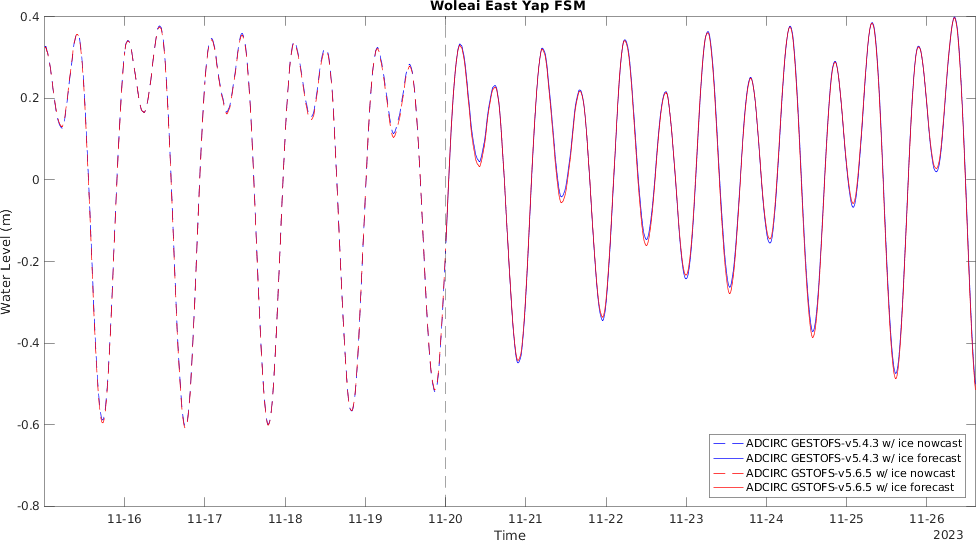 Woleai East Yap FSM
0.4
0.2
0
-0.2
-0.4
-0.6
-0.8
Water Level (m)
ADCIRC GESTOFS-v5.4.3 w/ ice nowcast
ADCIRC GESTOFS-v5.4.3 w/ ice forecast
ADCIRC GSTOFS-v5.6.5 w/ ice nowcast
ADCIRC GSTOFS-v5.6.5 w/ ice forecast
11-16 11-17 11-18 11-19 11-20 11-21 11-22 11-23 11-24 11-25 11-26
Time
2023